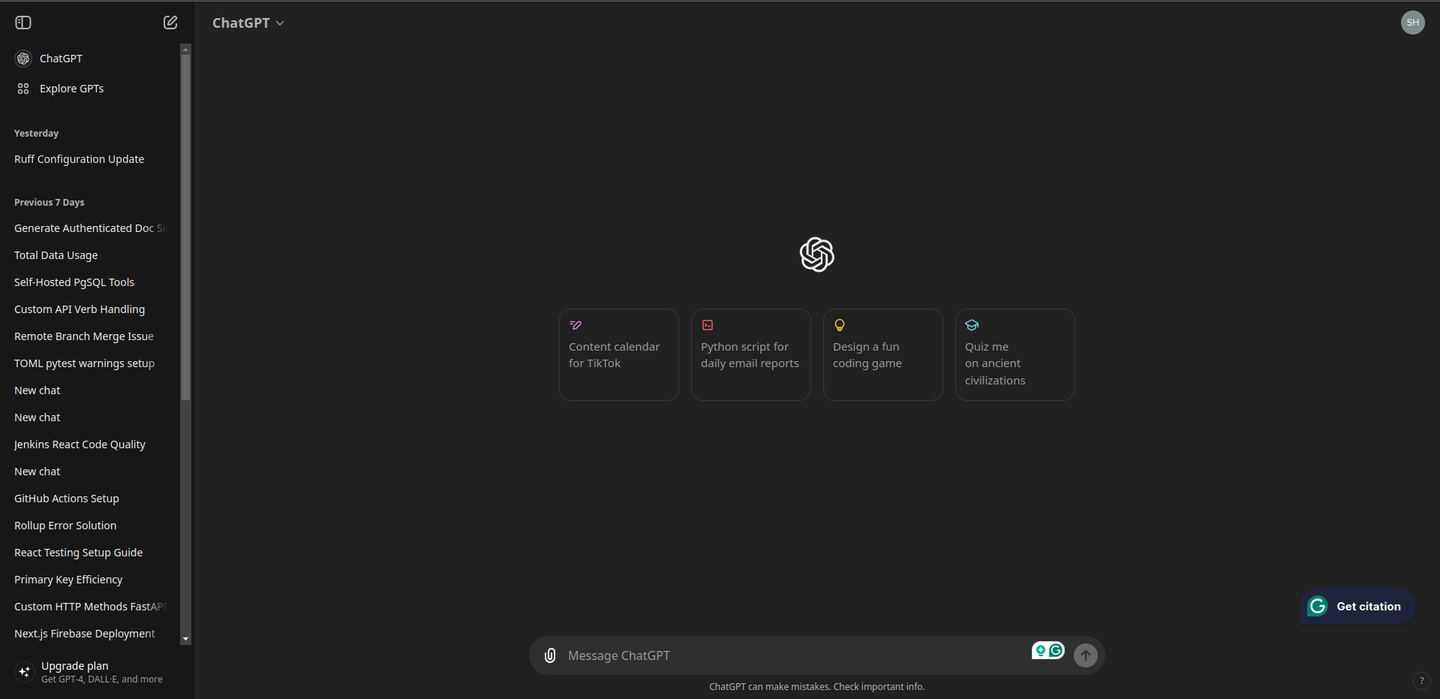 ChatGPT
SH
ChatGPT
Explore GPTs
Yesterday
Ruff Configuration Update
Previous 7 Days
Generate Authenticated Doc Si
Total Data Usage
Self-Hosted PgSQL Tools
Custom API Verb Handling
Remote Branch Merge Issue
TOML pytest warnings setup
New chat
New chat
Jenkins React Code Quality
New chat
GitHub Actions Setup
Rollup Error Solution
React Testing Setup Guide
Primary Key Efficiency
Custom HTTP Methods FastAPI
Next.js Firebase Deployment
Upgrade plan
Get GPT-4, DALL·E, and more
Content calendar
for TikTok
Python script for
daily email reports
Design a fun
coding game
Quiz me
on ancient
civilizations
Get citation
Message ChatGPT
ChatGPT can make mistakes. Check important info.
?